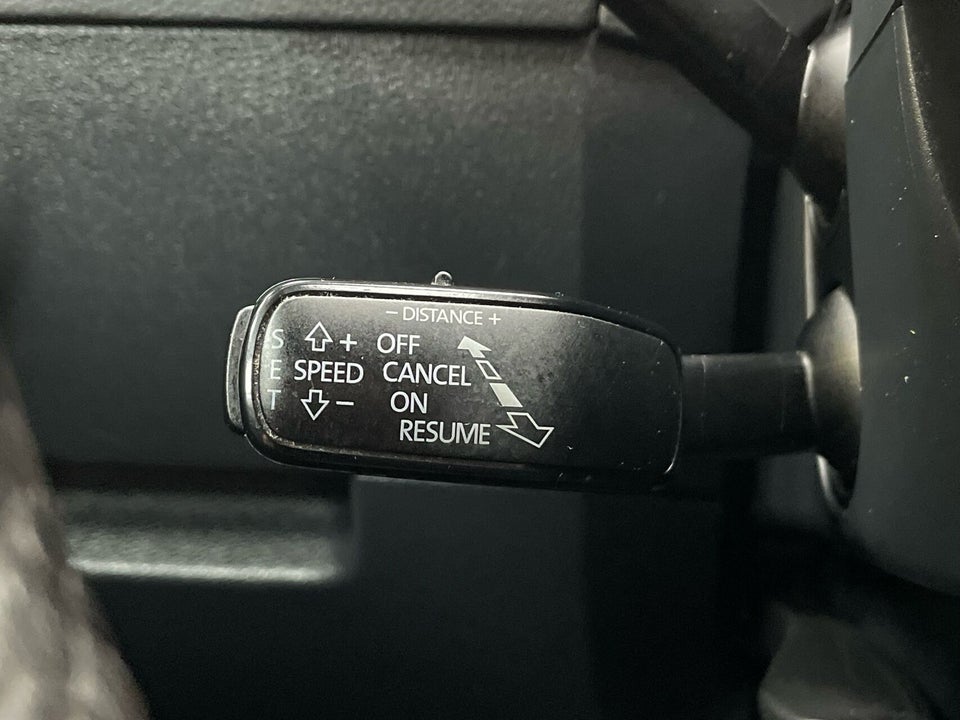 − DISTANCE +
S + OFF
E SPEED CANCEL
T − ON
RESUME